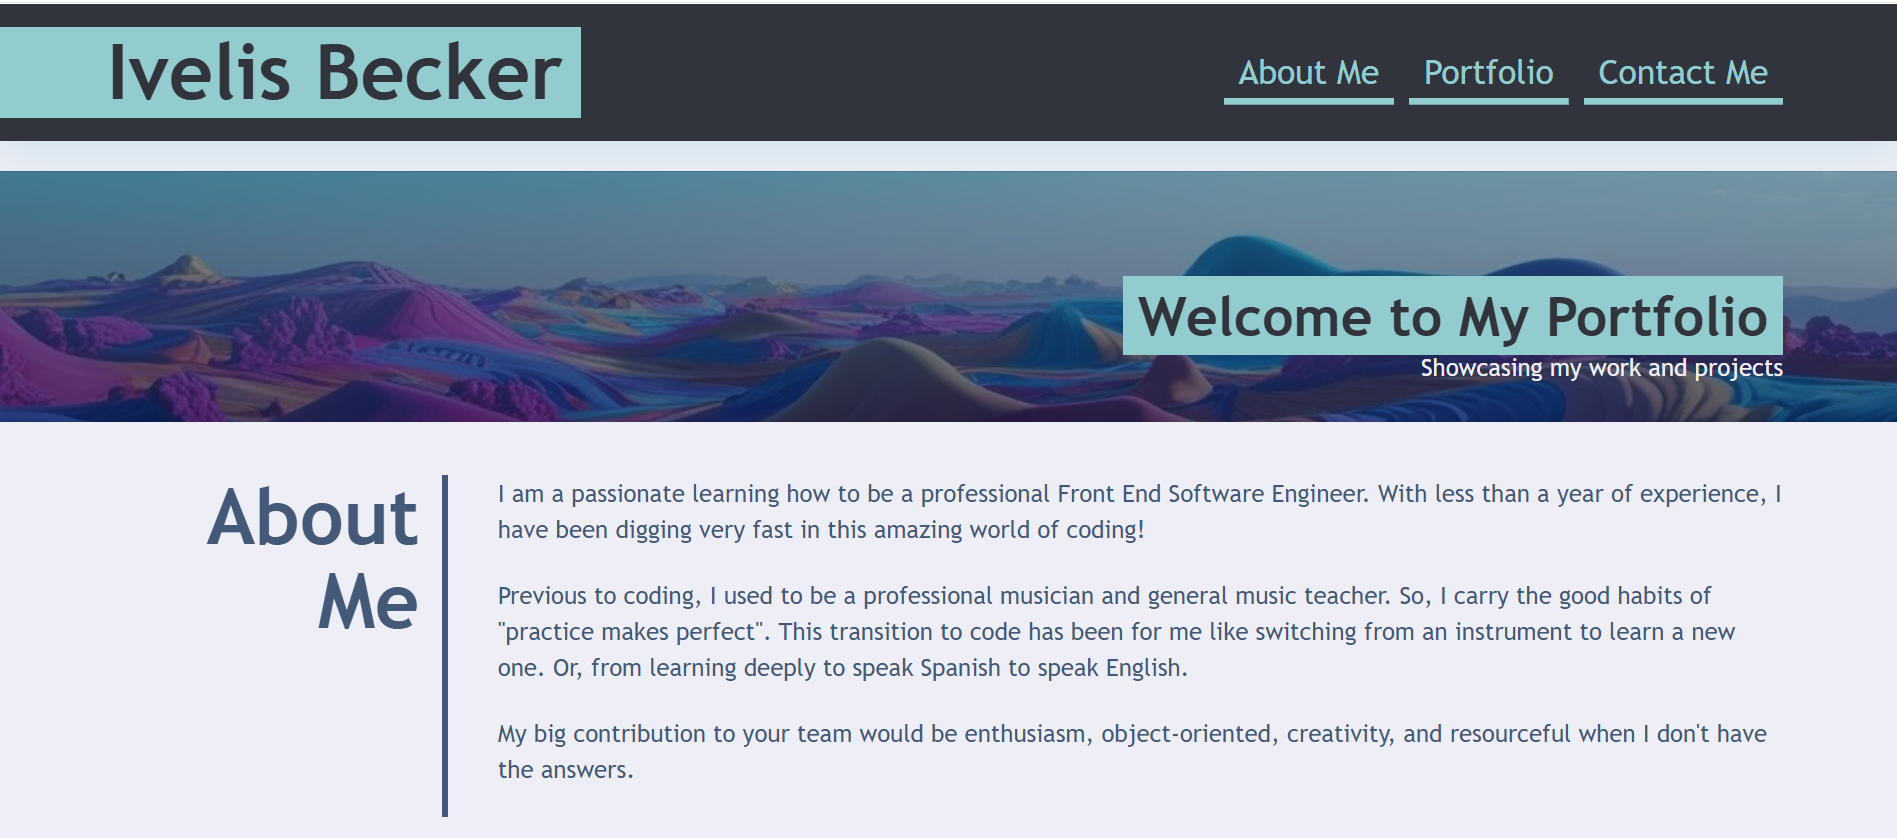 Ivelis Becker
About Me Portfolio Contact Me
Welcome to My Portfolio
Showcasing my work and projects
About
Me
I am a passionate learning how to be a professional Front End Software Engineer. With less than a year of experience, I
have been digging very fast in this amazing world of coding!
Previous to coding, I used to be a professional musician and general music teacher. So, I carry the good habits of
"practice makes perfect". This transition to code has been for me like switching from an instrument to learn a new
one. Or, from learning deeply to speak Spanish to speak English.
My big contribution to your team would be enthusiasm, object-oriented, creativity, and resourceful when I don't have
the answers.